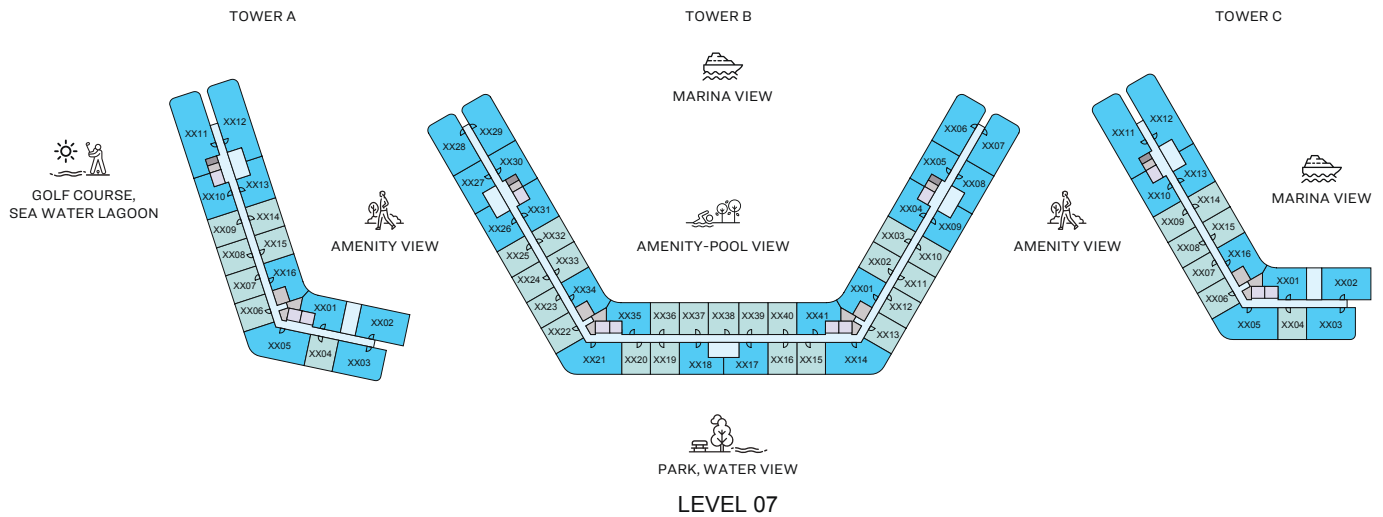 TOWER A
TOWER B
TOWER C
MARINA VIEW
GOLF COURSE,
SEA WATER LAGOON
AMENITY VIEW
AMENITY-POOL VIEW
AMENITY VIEW
MARINA VIEW
XX11
XX12
XX10
XX13
XX09
XX14
XX08
XX15
XX07
XX16
XX06
XX01
XX02
XX05
XX04
XX03
XX28
XX29
XX27
XX30
XX26
XX31
XX25
XX32
XX24
XX33
XX23
XX34
XX22
XX35
XX36
XX37
XX38
XX39
XX40
XX41
XX21
XX20
XX19
XX18
XX17
XX16
XX15
XX14
XX06
XX07
XX05
XX08
XX04
XX09
XX03
XX10
XX02
XX11
XX01
XX12
XX13
XX11
XX12
XX10
XX13
XX09
XX14
XX08
XX15
XX07
XX16
XX06
XX01
XX02
XX05
XX04
XX03
PARK, WATER VIEW
LEVEL 07